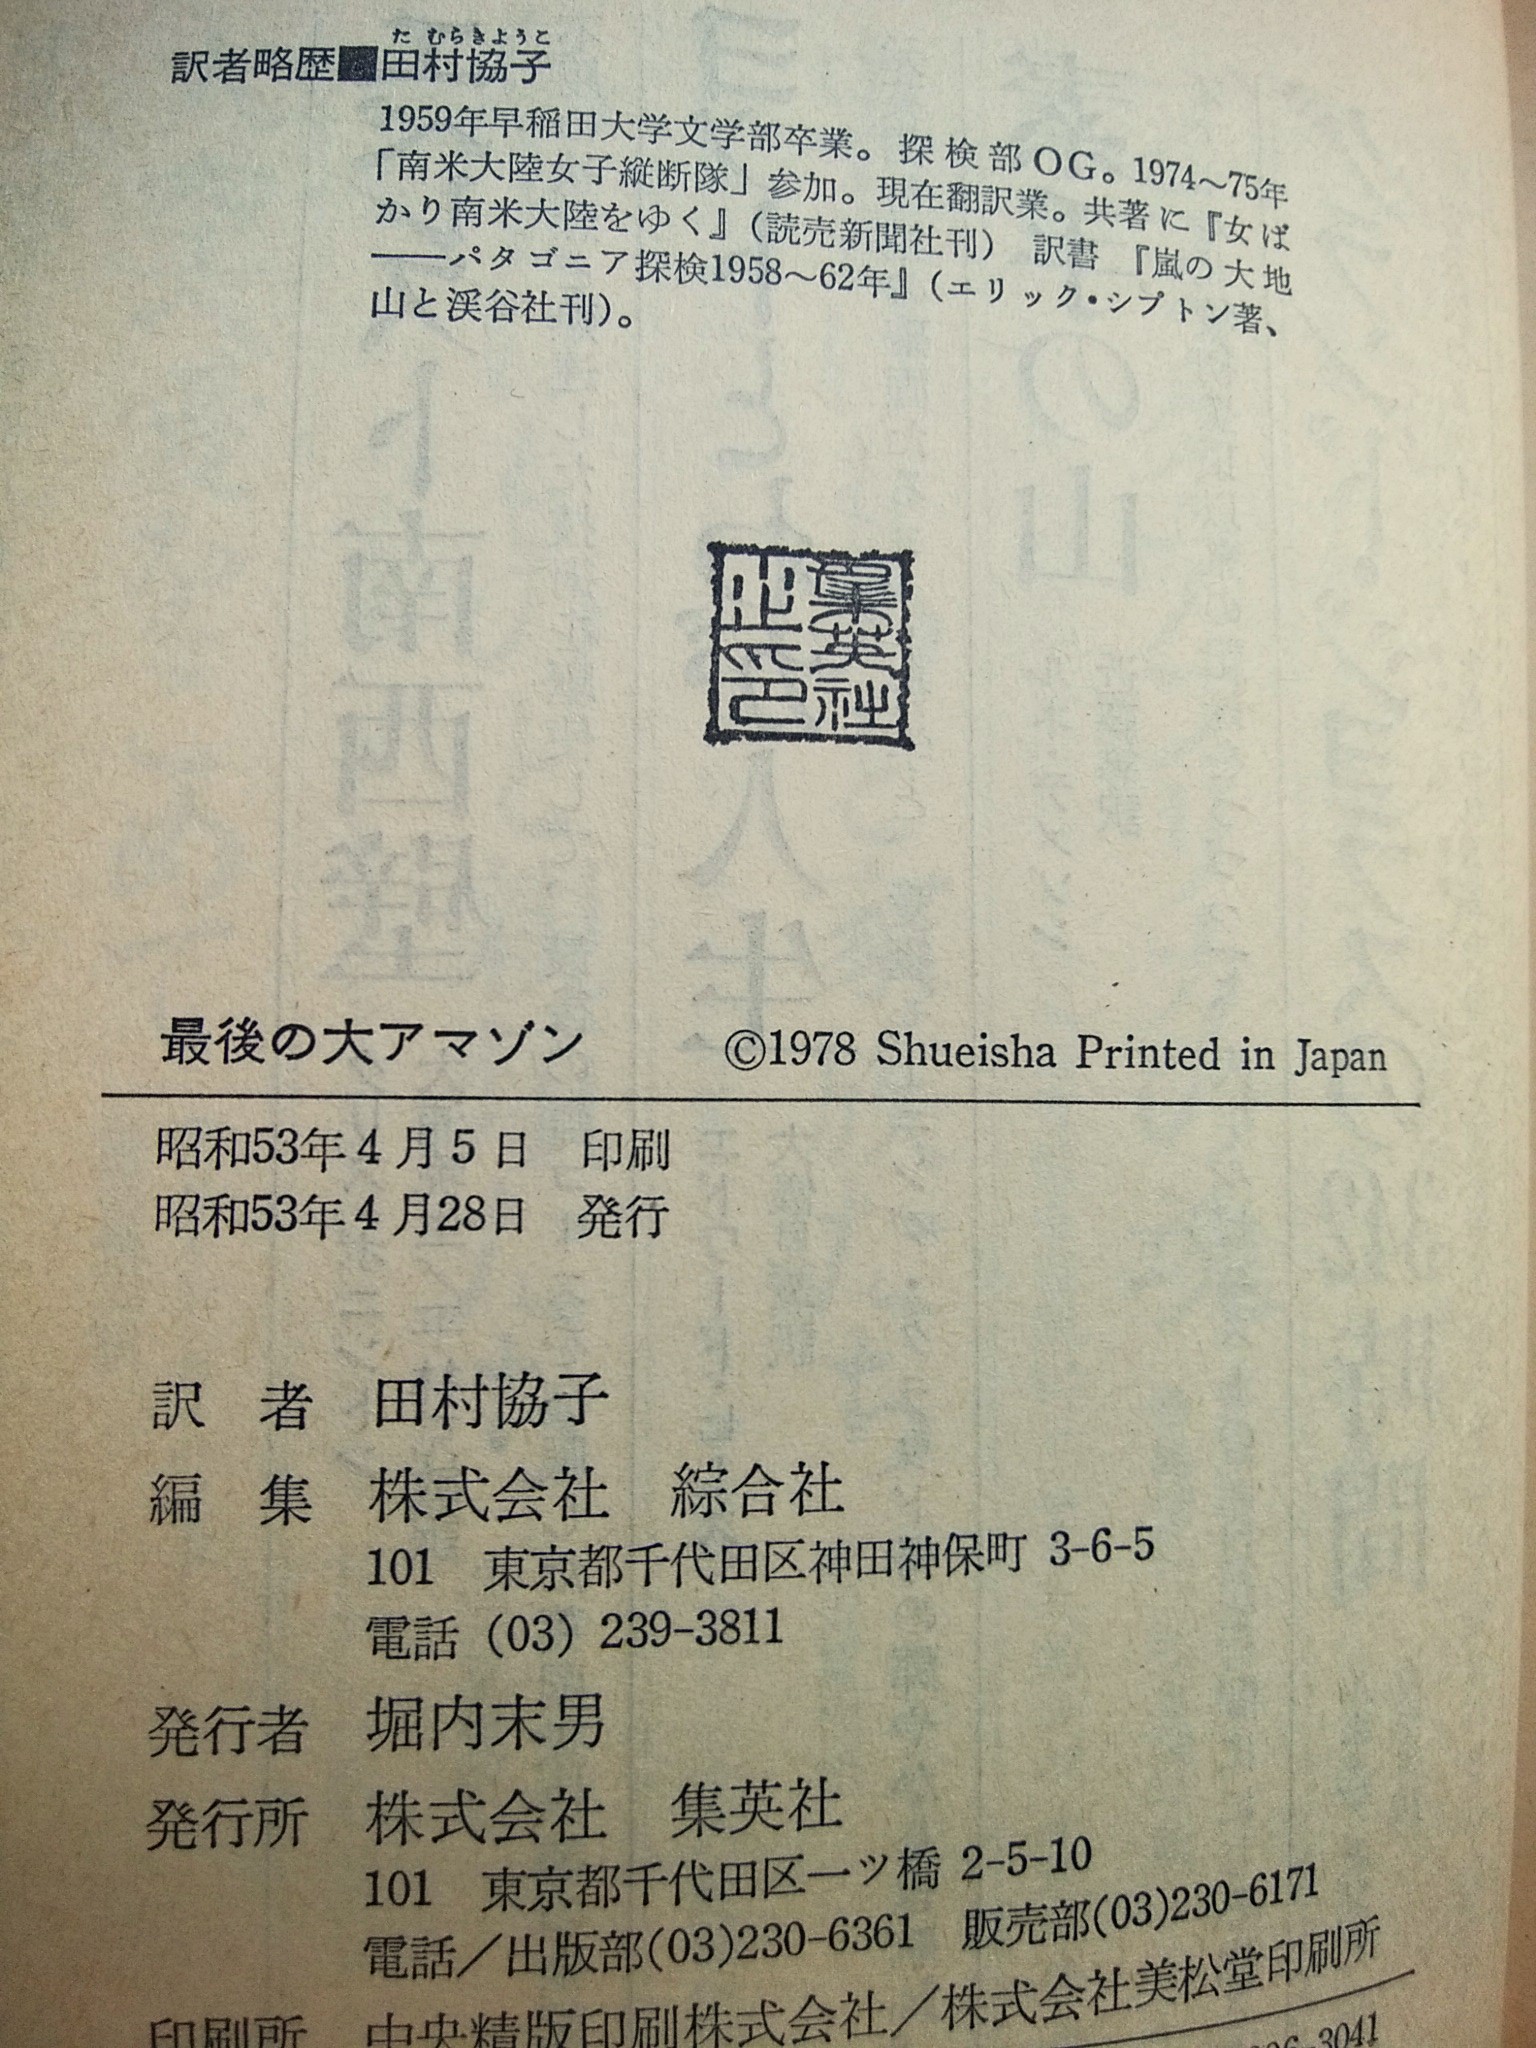 たむらきようこ
訳者略歴■田村協子
1959年早稲田大学文学部卒業。探検部OG。1974〜75年
「南米大陸女子縦断隊」参加。現在翻訳業。共著に『女ば
かり南米大陸をゆく』（読売新聞社刊） 訳書 『嵐の大地
――パタゴニア探検1958〜62年』（エリック・シプトン著、
山と渓谷社刊）。
集英社
之印
最後の大アマゾン ©1978 Shueisha Printed in Japan
昭和53年4月5日 印刷
昭和53年4月28日 発行
訳 者 田村協子
編 集 株式会社 綜合社
101 東京都千代田区神田神保町 3-6-5
電話 (03) 239-3811
発行者 堀内末男
発行所 株式会社 集英社
101 東京都千代田区一ツ橋 2-5-10
電話／出版部(03)230-6361 販売部(03)230-6171
印刷所 中央精版印刷株式会社／株式会社美松堂印刷所
3041